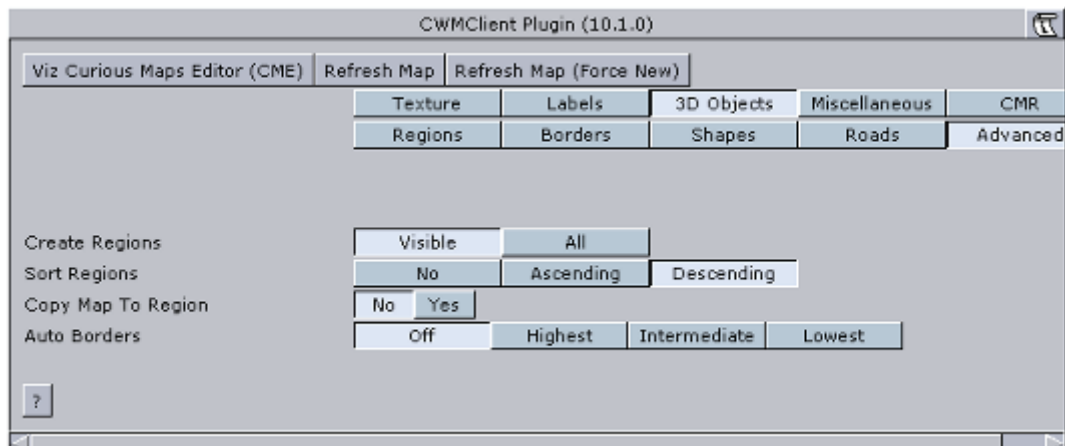 CWMClient Plugin (10.1.0)
Viz Curious Maps Editor (CME) Refresh Map Refresh Map (Force New)
Texture Labels 3D Objects Miscellaneous CMR
Regions Borders Shapes Roads Advanced
Create Regions Visible All
Sort Regions No Ascending Descending
Copy Map To Region No Yes
Auto Borders Off Highest Intermediate Lowest
?